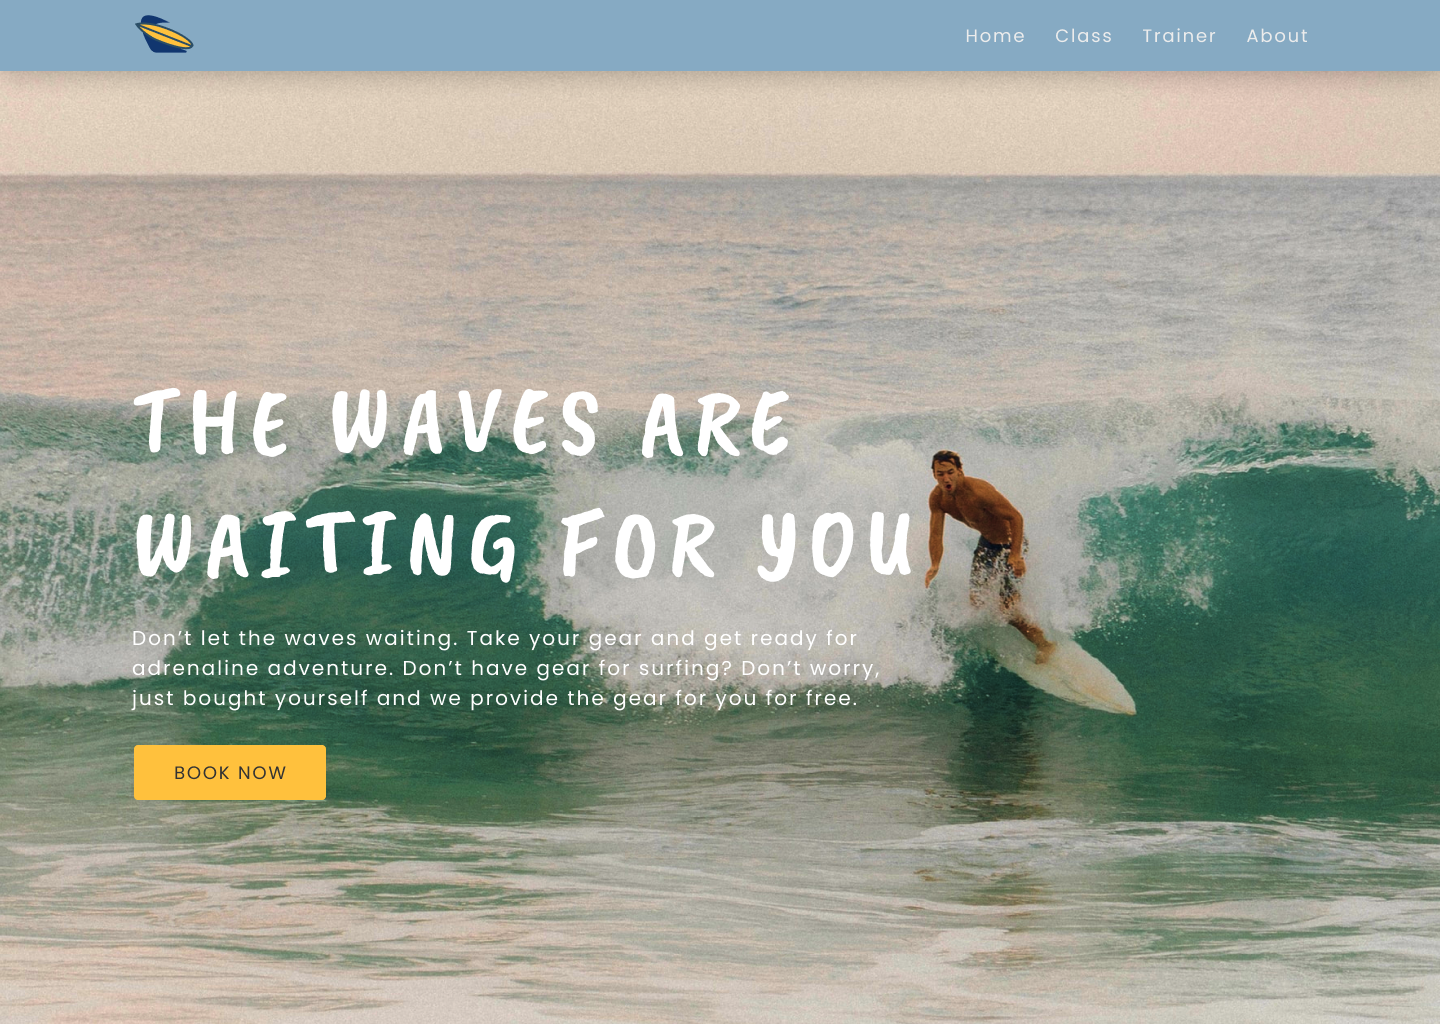 Home Class Trainer About
THE WAVES ARE
WAITING FOR YOU
Don’t let the waves waiting. Take your gear and get ready for
adrenaline adventure. Don’t have gear for surfing? Don’t worry,
just bought yourself and we provide the gear for you for free.
BOOK NOW